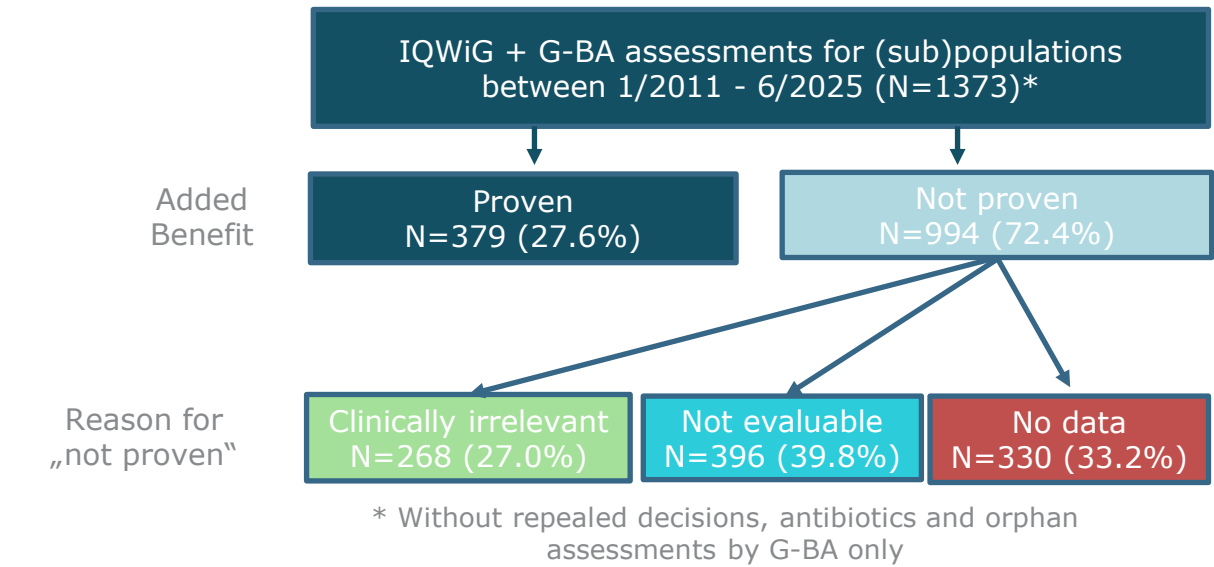 IQWiG + G-BA assessments for (sub)populations
between 1/2011 - 6/2025 (N=1373)*
Added
Benefit
Proven
N=379 (27.6%)
Not proven
N=994 (72.4%)
Reason for
„not proven“
Clinically irrelevant
N=268 (27.0%)
Not evaluable
N=396 (39.8%)
No data
N=330 (33.2%)
* Without repealed decisions, antibiotics and orphan
assessments by G-BA only